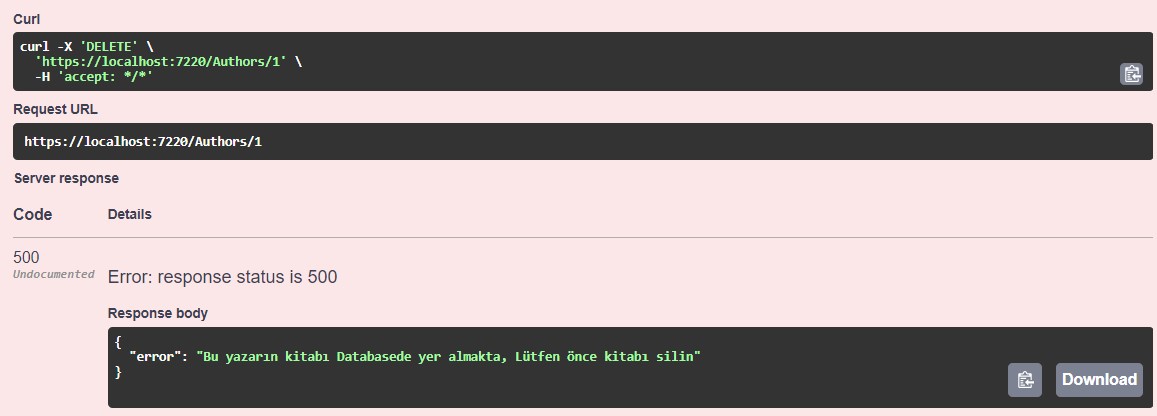 Curl
curl -X 'DELETE' \
'https://localhost:7220/Authors/1' \
-H 'accept: */*'
Request URL
https://localhost:7220/Authors/1
Server response
Code Details
500
Undocumented
Error: response status is 500
Response body
{
"error": "Bu yazarın kitabı Databasede yer almakta, Lütfen önce kitabı silin"
}
Download